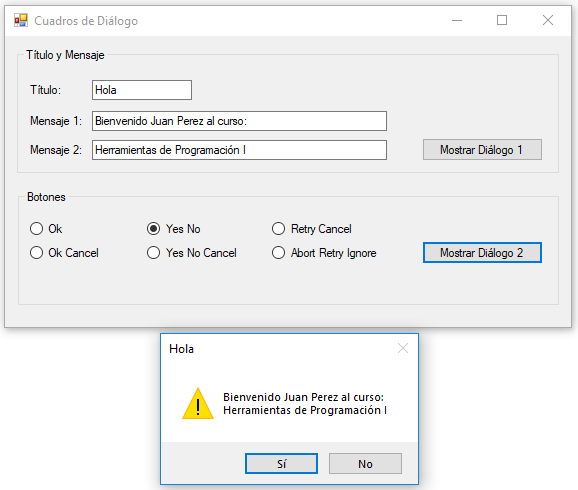 Cuadros de Diálogo
Título y Mensaje
Título: Hola
Mensaje 1: Bienvenido Juan Perez al curso:
Mensaje 2: Herramientas de Programación I Mostrar Diálogo 1
Botones
Ok Yes No Retry Cancel
Ok Cancel Yes No Cancel Abort Retry Ignore Mostrar Diálogo 2
Hola
Bienvenido Juan Perez al curso:
Herramientas de Programación I
Sí No